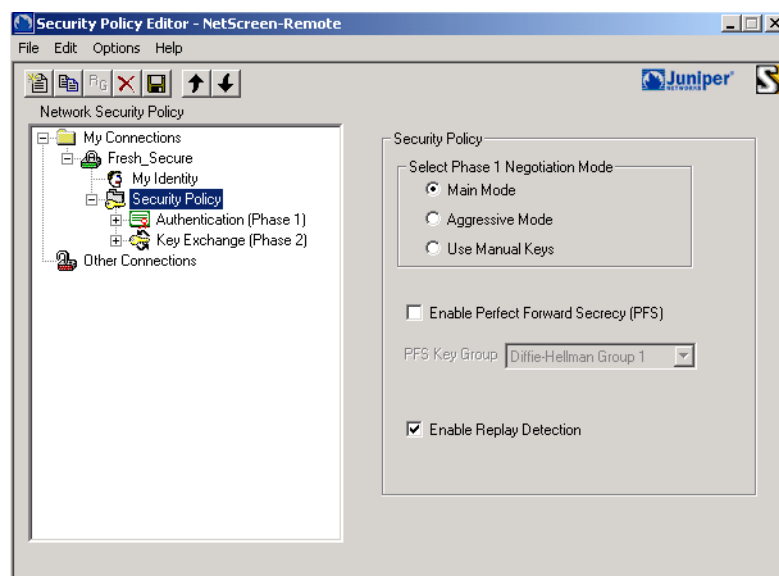 Security Policy Editor - NetScreen-Remote
File Edit Options Help
Juniper
NETWORKS
Network Security Policy
My Connections
Fresh_Secure
My Identity
Security Policy
Authentication (Phase 1)
Key Exchange (Phase 2)
Other Connections
Security Policy
Select Phase 1 Negotiation Mode
Main Mode
Aggressive Mode
Use Manual Keys
Enable Perfect Forward Secrecy (PFS)
PFS Key Group Diffie-Hellman Group 1
Enable Replay Detection